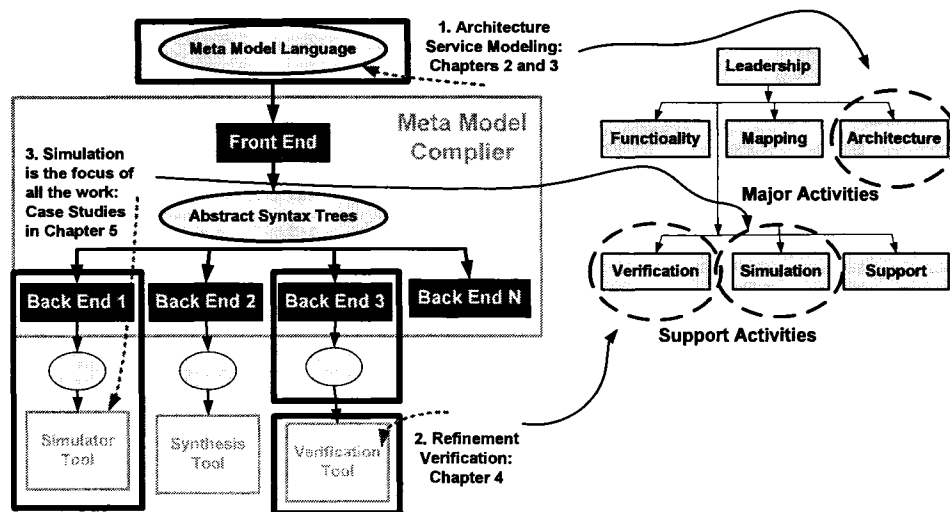 Meta Model Language
1. Architecture
Service Modeling:
Chapters 2 and 3
Leadership
Functioality
Mapping
Architecture
Major Activities
Meta Model
Complier
Front End
3. Simulation
is the focus of
all the work:
Case Studies
in Chapter 5
Abstract Syntax Trees
Verification
Simulation
Support
Support Activities
Back End 1
Back End 2
Back End 3
Back End N
Simulator
Tool
Synthesis
Tool
Verification
Tool
2. Refinement
Verification:
Chapter 4